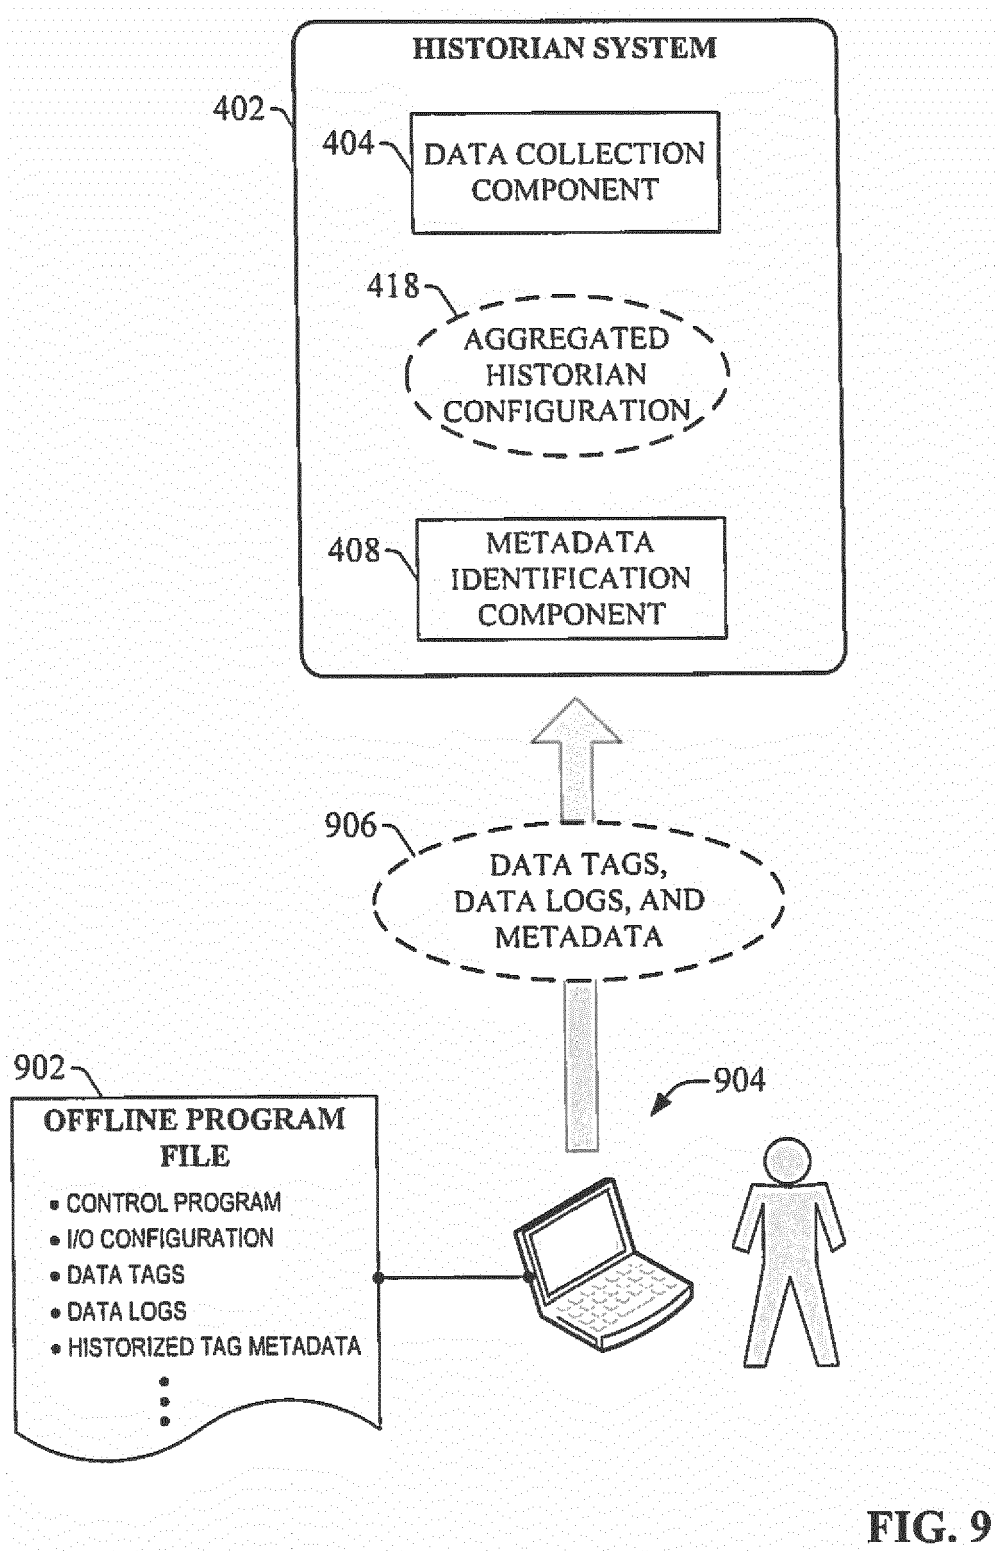 HISTORIAN SYSTEM
402
404
DATA COLLECTION
COMPONENT
418
AGGREGATED
HISTORIAN
CONFIGURATION
408
METADATA
IDENTIFICATION
COMPONENT
906
DATA TAGS,
DATA LOGS, AND
METADATA
902
904
OFFLINE PROGRAM
FILE
• CONTROL PROGRAM
• I/O CONFIGURATION
• DATA TAGS
• DATA LOGS
• HISTORIZED TAG METADATA
FIG. 9